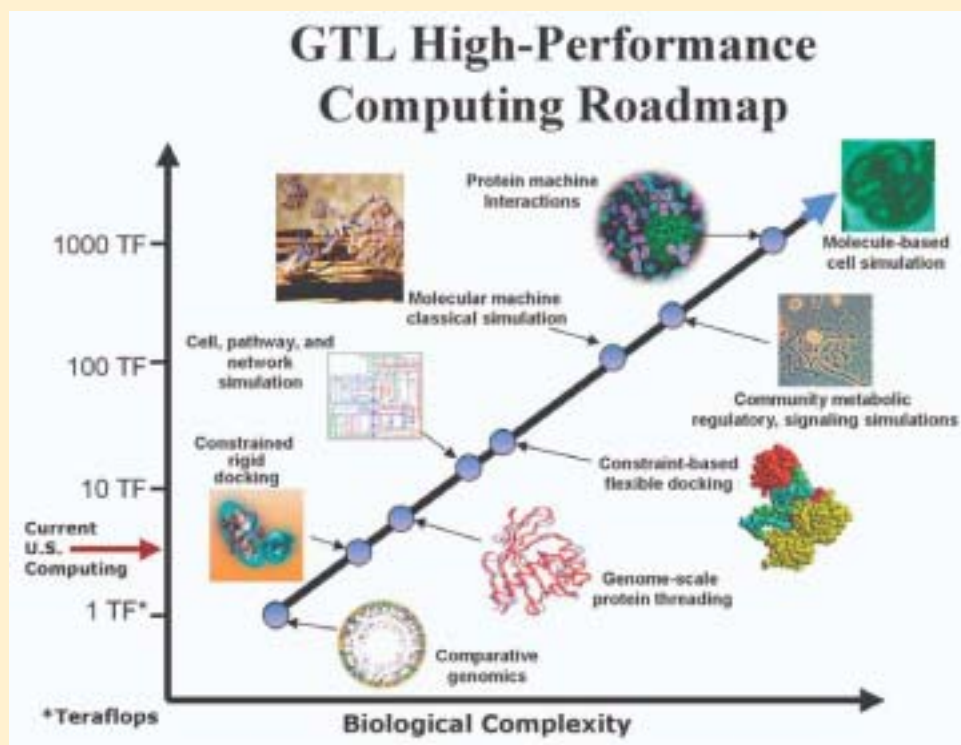 GTL High-Performance
Computing Roadmap
Protein machine
Interactions
1000 TF
Molecule-based
cell simulation
Molecular machine
classical simulation
Cell, pathway, and
network
simulation
100 TF
Community metabolic
regulatory, signaling simulations
Constrained
rigid
docking
Constraint-based
flexible docking
10 TF
Current
U.S.
Computing
Genome-scale
protein threading
1 TF*
Comparative
genomics
*Teraflops
Biological Complexity